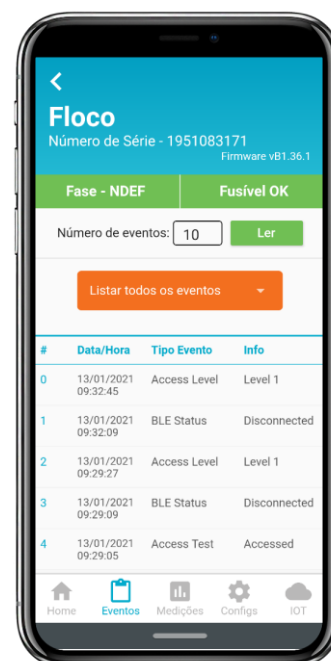 Floco
Número de Série - 1951083171
Firmware vB1.36.1
Fase - NDEF Fusível OK
Número de eventos: 10 Ler
Listar todos os eventos
# Data/Hora Tipo Evento Info
0 13/01/2021 09:32:45 Access Level Level 1
1 13/01/2021 09:32:09 BLE Status Disconnected
2 13/01/2021 09:29:27 Access Level Level 1
3 13/01/2021 09:29:09 BLE Status Disconnected
4 13/01/2021 09:29:05 Access Test Accessed
Home Eventos Medições Configs IOT